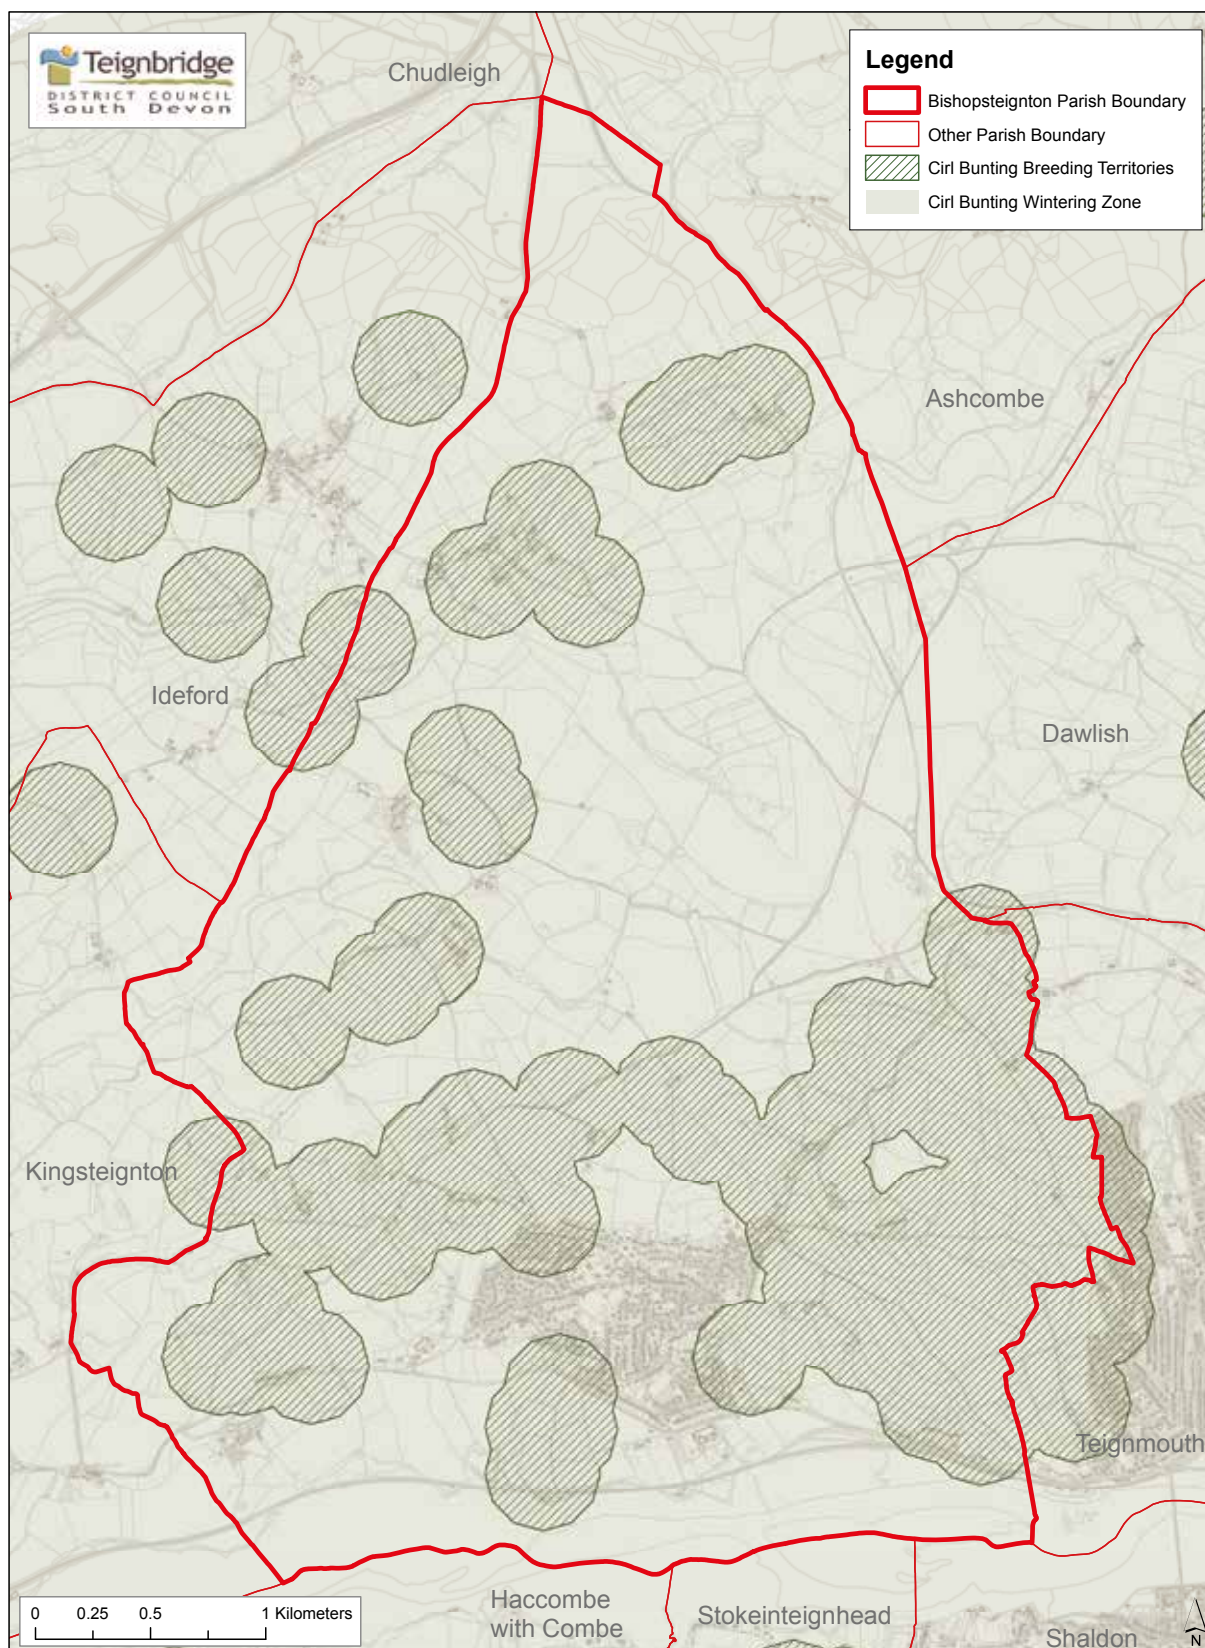 Teignbridge
DISTRICT COUNCIL
South Devon
Chudleigh
Legend
Bishopsteignton Parish Boundary
Other Parish Boundary
Cirl Bunting Breeding Territories
Cirl Bunting Wintering Zone
Ashcombe
Ideford
Dawlish
Kingsteignton
Teignmouth
Haccombe
with Combe
Stokeinteignhead
Shaldon
0 0.25 0.5 1 Kilometers
N